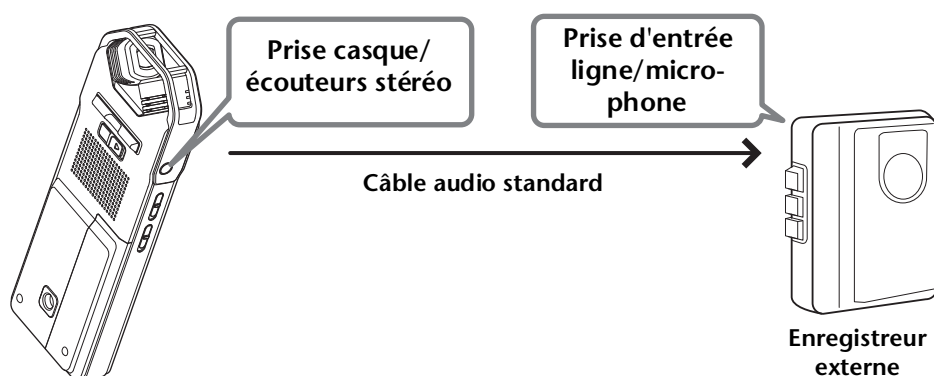 Prise casque/
écouteurs stéréo
Prise d'entrée
ligne/micro-
phone
Câble audio standard
Enregistreur
externe